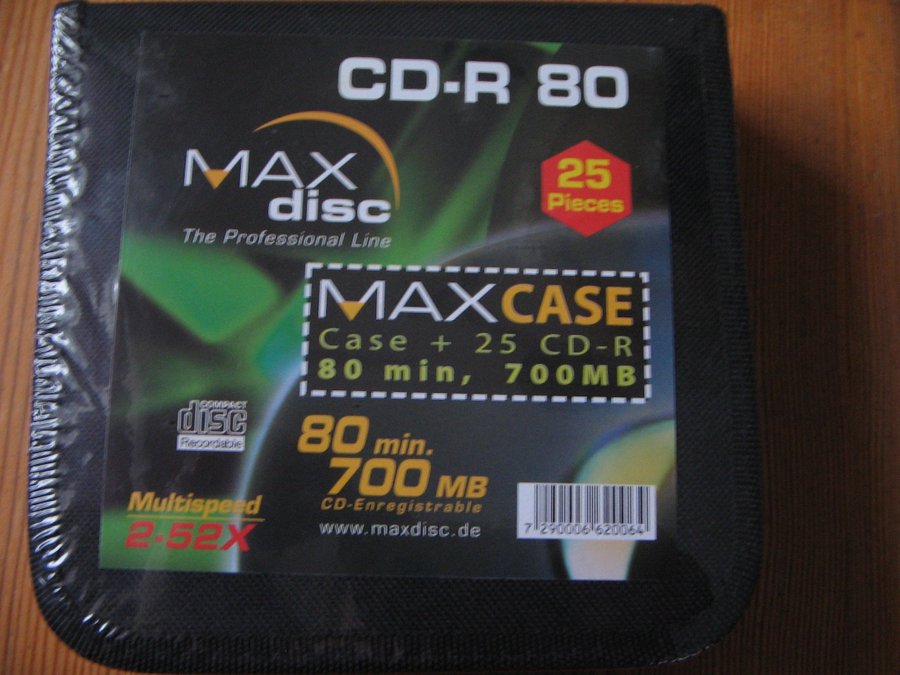 CD-R 80
MAX
disc
The Professional Line
25
Pieces
MAXCASE
Case + 25 CD-R
80 min, 700MB
COMPACT
disc
Recordable
80 min.
700 MB
CD-Enregistrable
www.maxdisc.de
Multispeed
2-52X
7 290006 620064